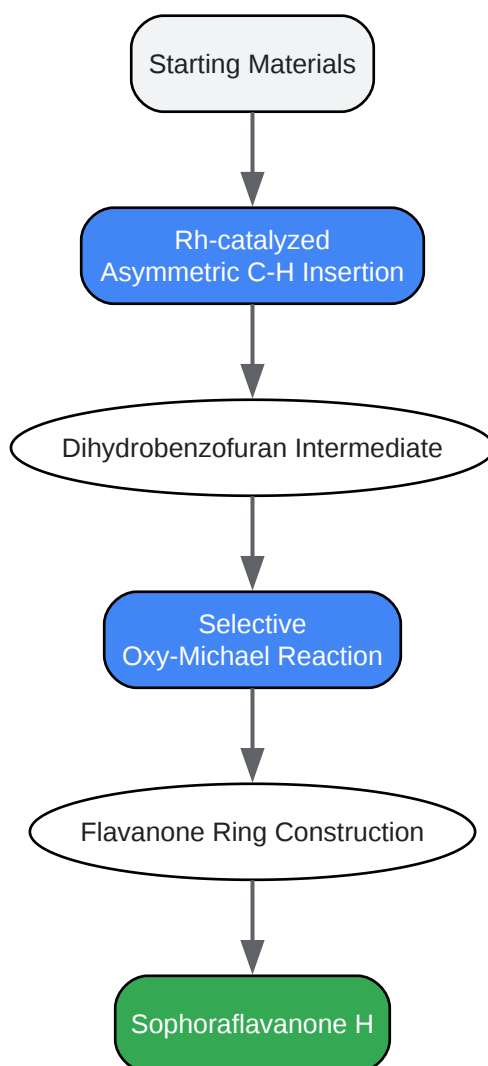 Starting Materials
Rh-catalyzed
Asymmetric C-H Insertion
Dihydrobenzofuran Intermediate
Selective
Oxy-Michael Reaction
Flavanone Ring Construction
Sophoraflavanone H